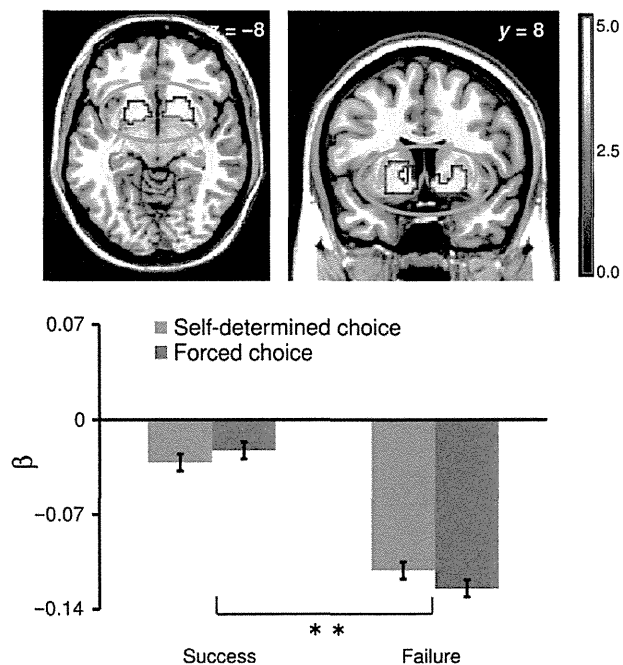 z = −8
y = 8
5.0
2.5
0.0
0.07
Self-determined choice
Forced choice
0
β
−0.07
−0.14
* *
Success
Failure